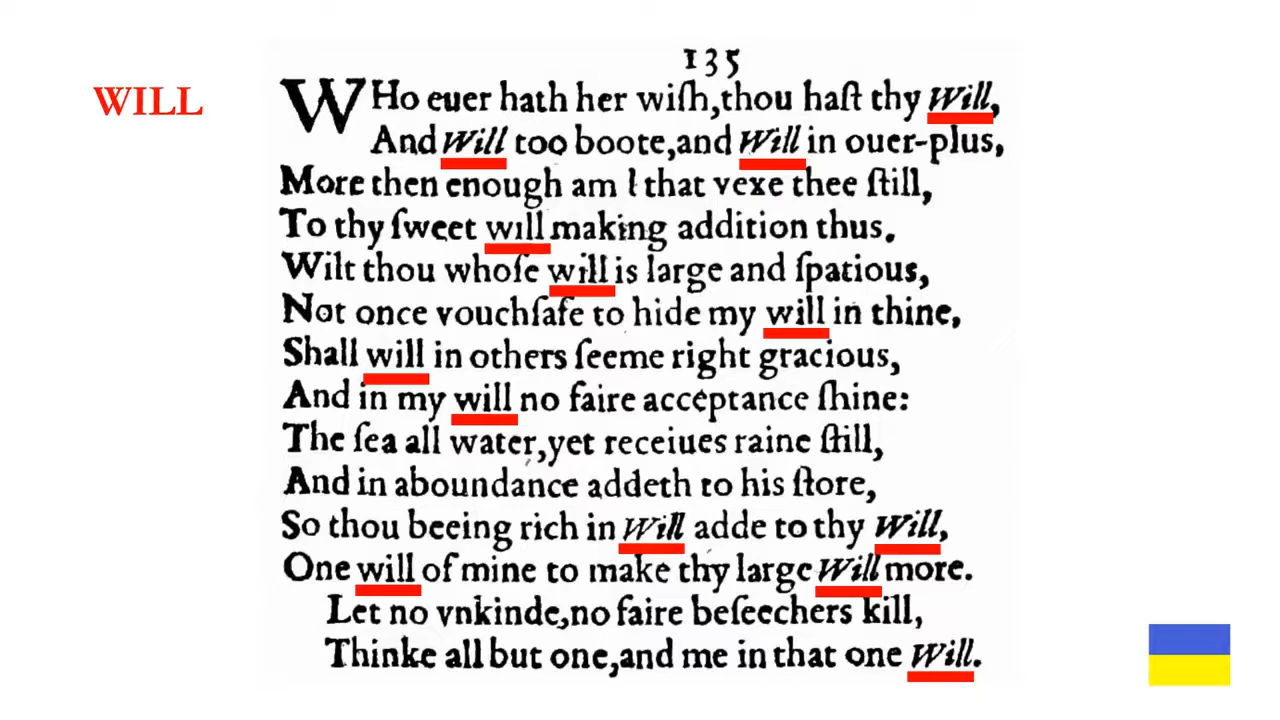 135
WILL
WHo euer hath her wiſh,thou haſt thy Will,
And Will too boote,and Will in ouer-plus,
More then enough am I that vexe thee ſtill,
To thy ſweet will making addition thus.
Wilt thou whoſe will is large and ſpatious,
Not once vouchſafe to hide my will in thine,
Shall will in others ſeeme right gracious,
And in my will no faire acceptance ſhine:
The ſea all water,yet receiues raine ſtill,
And in aboundance addeth to his ſtore,
So thou beeing rich in Will adde to thy Will,
One will of mine to make thy large Will more.
Let no vnkinde,no faire beſeechers kill,
Thinke all but one,and me in that one Will.